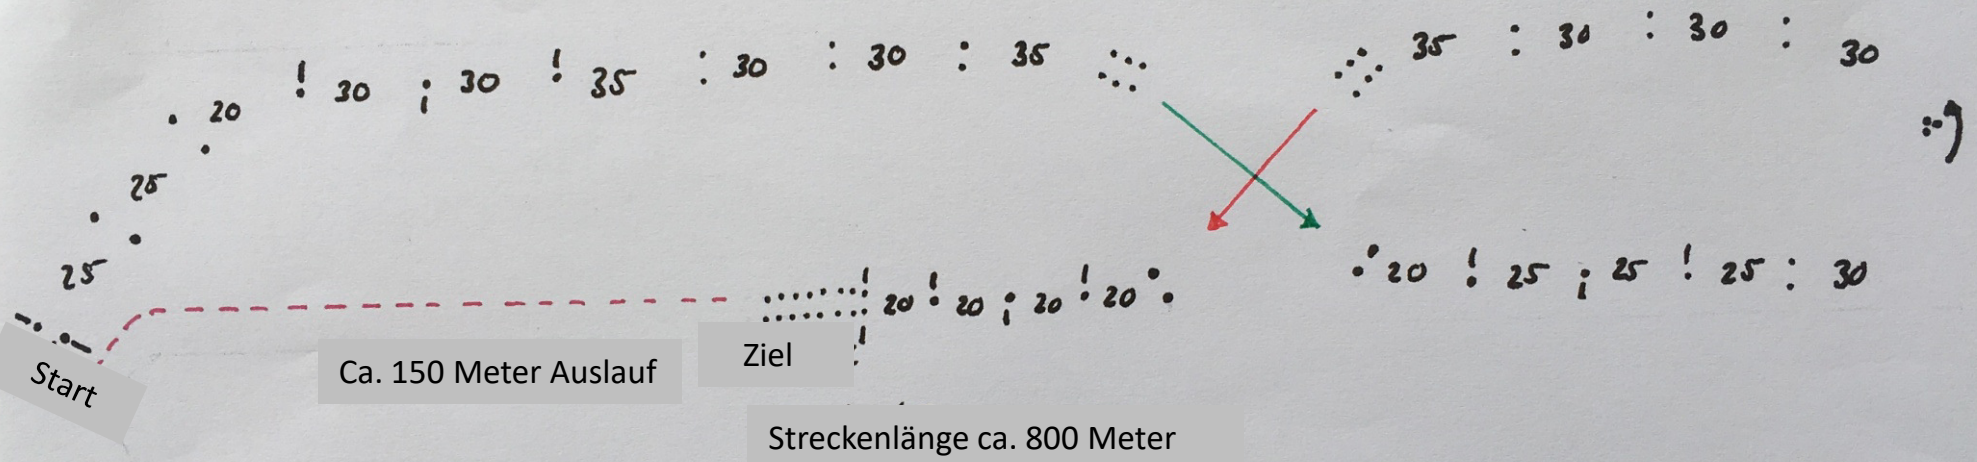 20 30 30 35 30 30 35 35 30 30 30
25
25
20 20 20 20 20 25 25 25 30
Start
Ca. 150 Meter Auslauf
Ziel
Streckenlänge ca. 800 Meter